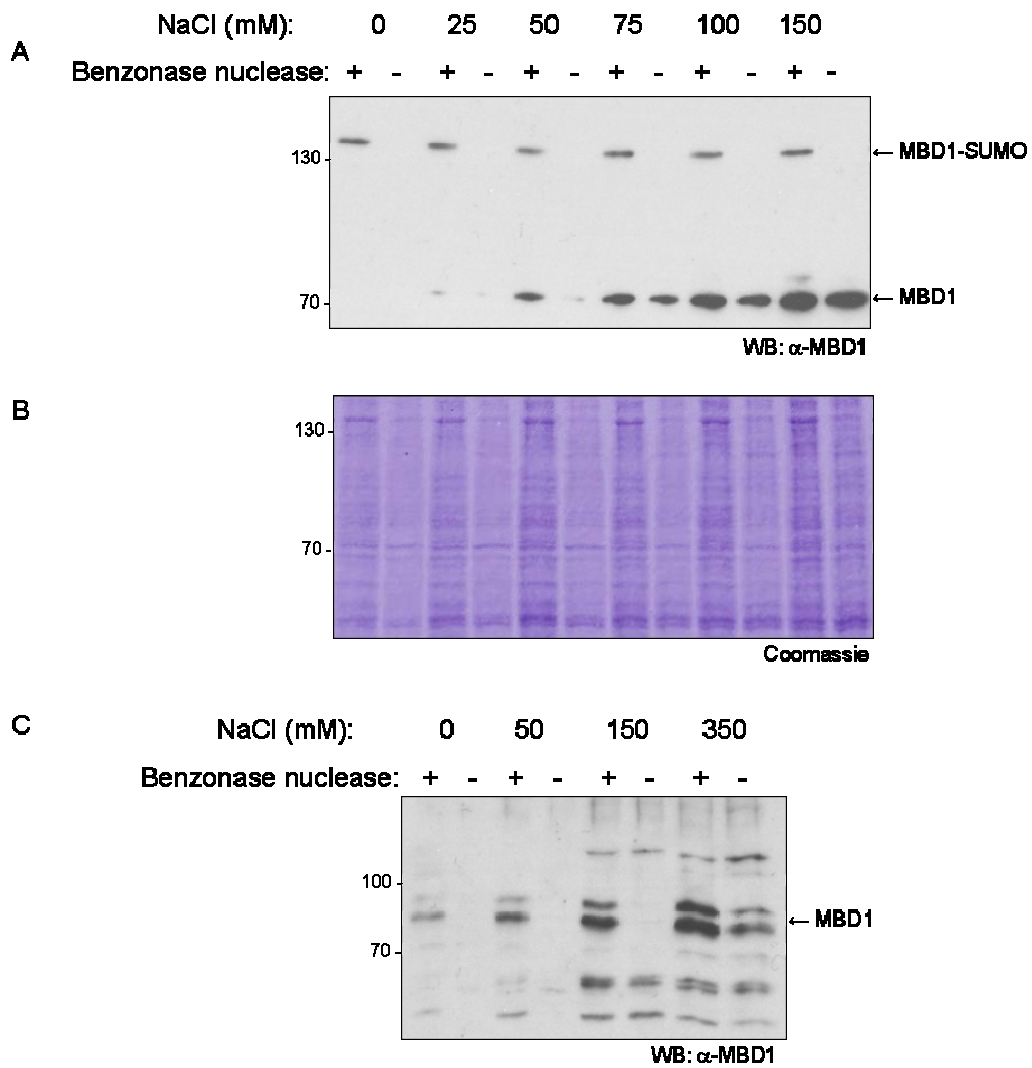 A
NaCl (mM): 0 25 50 75 100 150
Benzonase nuclease: + - + - + - + - + - + -
130
← MBD1-SUMO
70
← MBD1
WB: α-MBD1
B
130
70
Coomassie
C
NaCl (mM): 0 50 150 350
Benzonase nuclease: + - + - + - + -
100
← MBD1
70
WB: α-MBD1